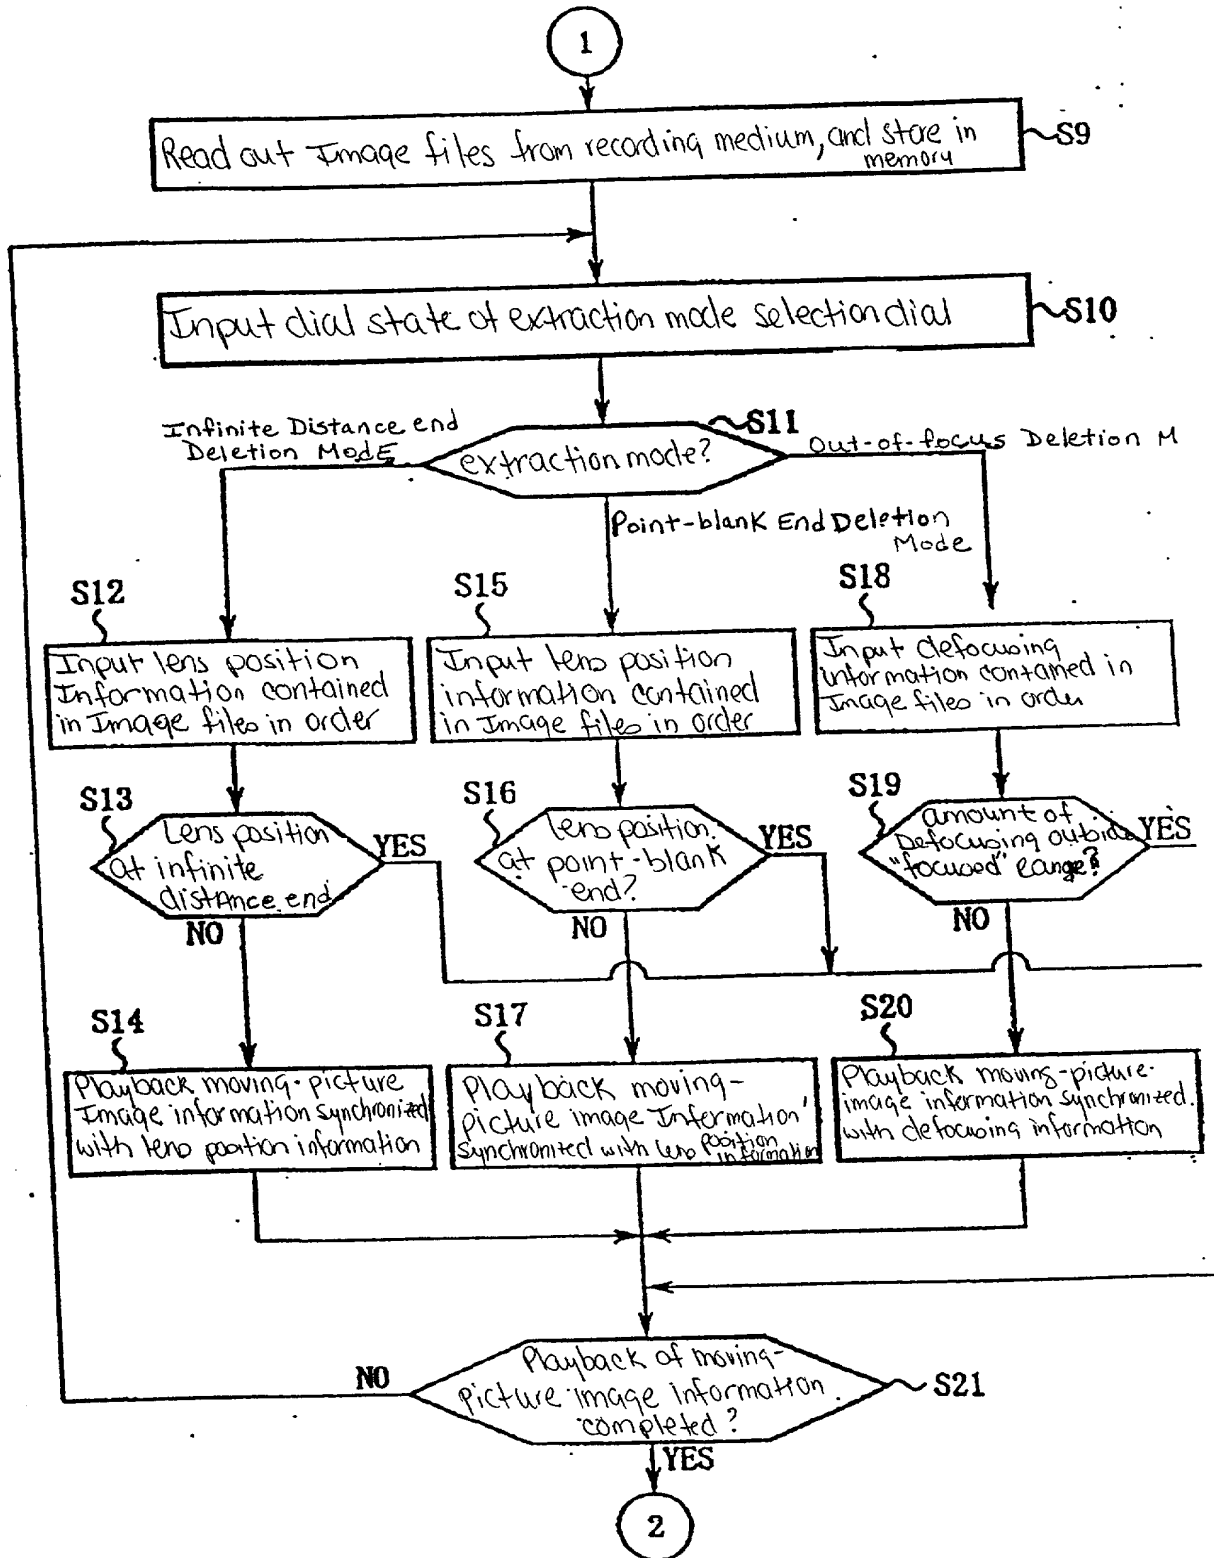 1
Read out Image files from recording medium, and store in
memory
S9
Input dial state of extraction mode selection dial
S10
Infinite Distance end
Deletion Mode
S11
extraction mode?
Out-of-focus Deletion M
Point-blank End Deletion
Mode
S12
Input lens position
Information contained
in Image files in order
S15
Input lens position
information contained
in Image files in order
S18
Input defocusing
information contained in
Image files in order
S13
Lens position
at infinite
distance end
YES
NO
S16
lens position
at point-blank
end?
YES
NO
S19
amount of
Defocusing outside
"focused" range?
YES
NO
S14
Playback moving-picture
Image information synchronized
with lens position information
S17
Playback moving-
picture image Information
synchronized with lens position
information
S20
Playback moving-picture
image information synchronized
with defocusing information
Playback of moving-
picture image information
completed?
S21
NO
YES
2